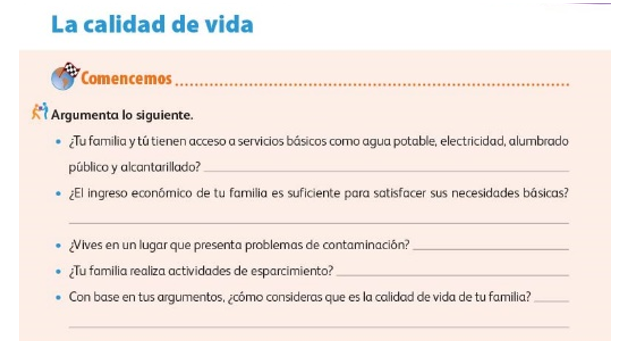 La calidad de vida
Comencemos
Argumenta lo siguiente.
• ¿Tu familia y tú tienen acceso a servicios básicos como agua potable, electricidad, alumbrado
público y alcantarillado?
• ¿El ingreso económico de tu familia es suficiente para satisfacer sus necesidades básicas?
• ¿Vives en un lugar que presenta problemas de contaminación?
• ¿Tu familia realiza actividades de esparcimiento?
• Con base en tus argumentos, ¿cómo consideras que es la calidad de vida de tu familia?